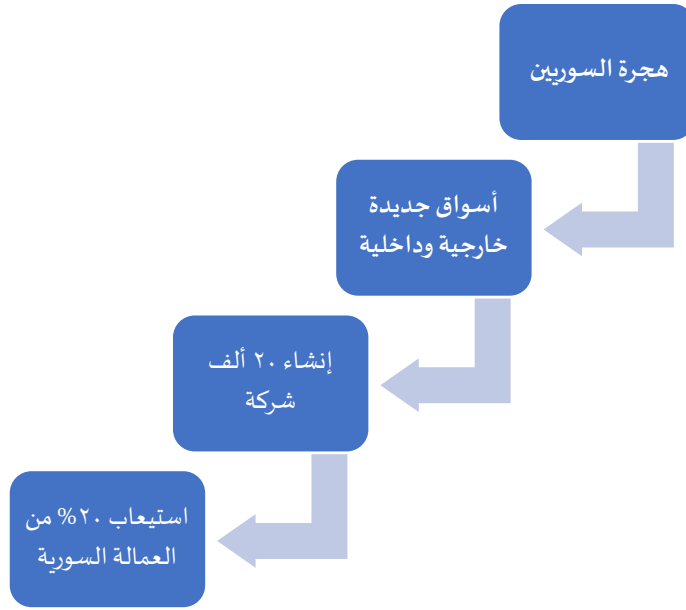 هجرة السوريين
أسواق جديدة
خارجية وداخلية
إنشاء ٢٠ ألف
شركة
استيعاب ٢٠% من
العمالة السورية